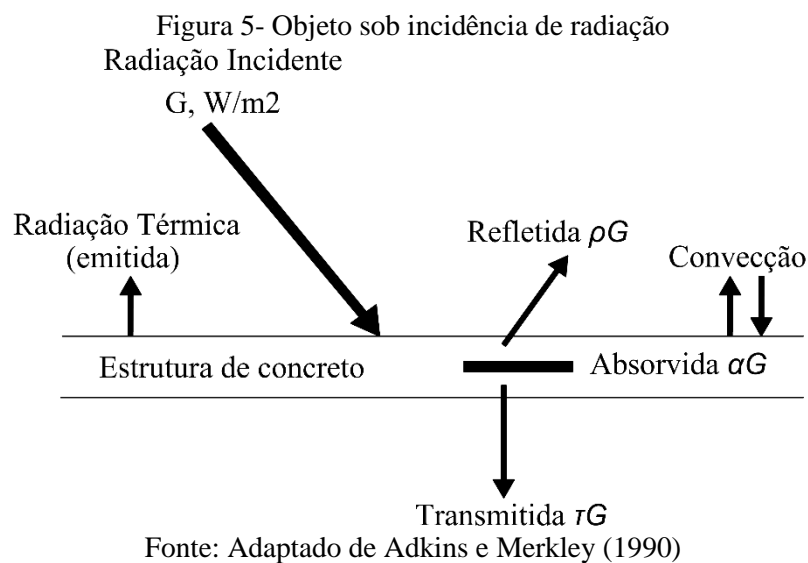 Figura 5- Objeto sob incidência de radiação
Radiação Incidente
G, W/m2
Radiação Térmica
(emitida)
Refletida ρG
Convecção
Estrutura de concreto
Absorvida αG
Transmitida τG
Fonte: Adaptado de Adkins e Merkley (1990)